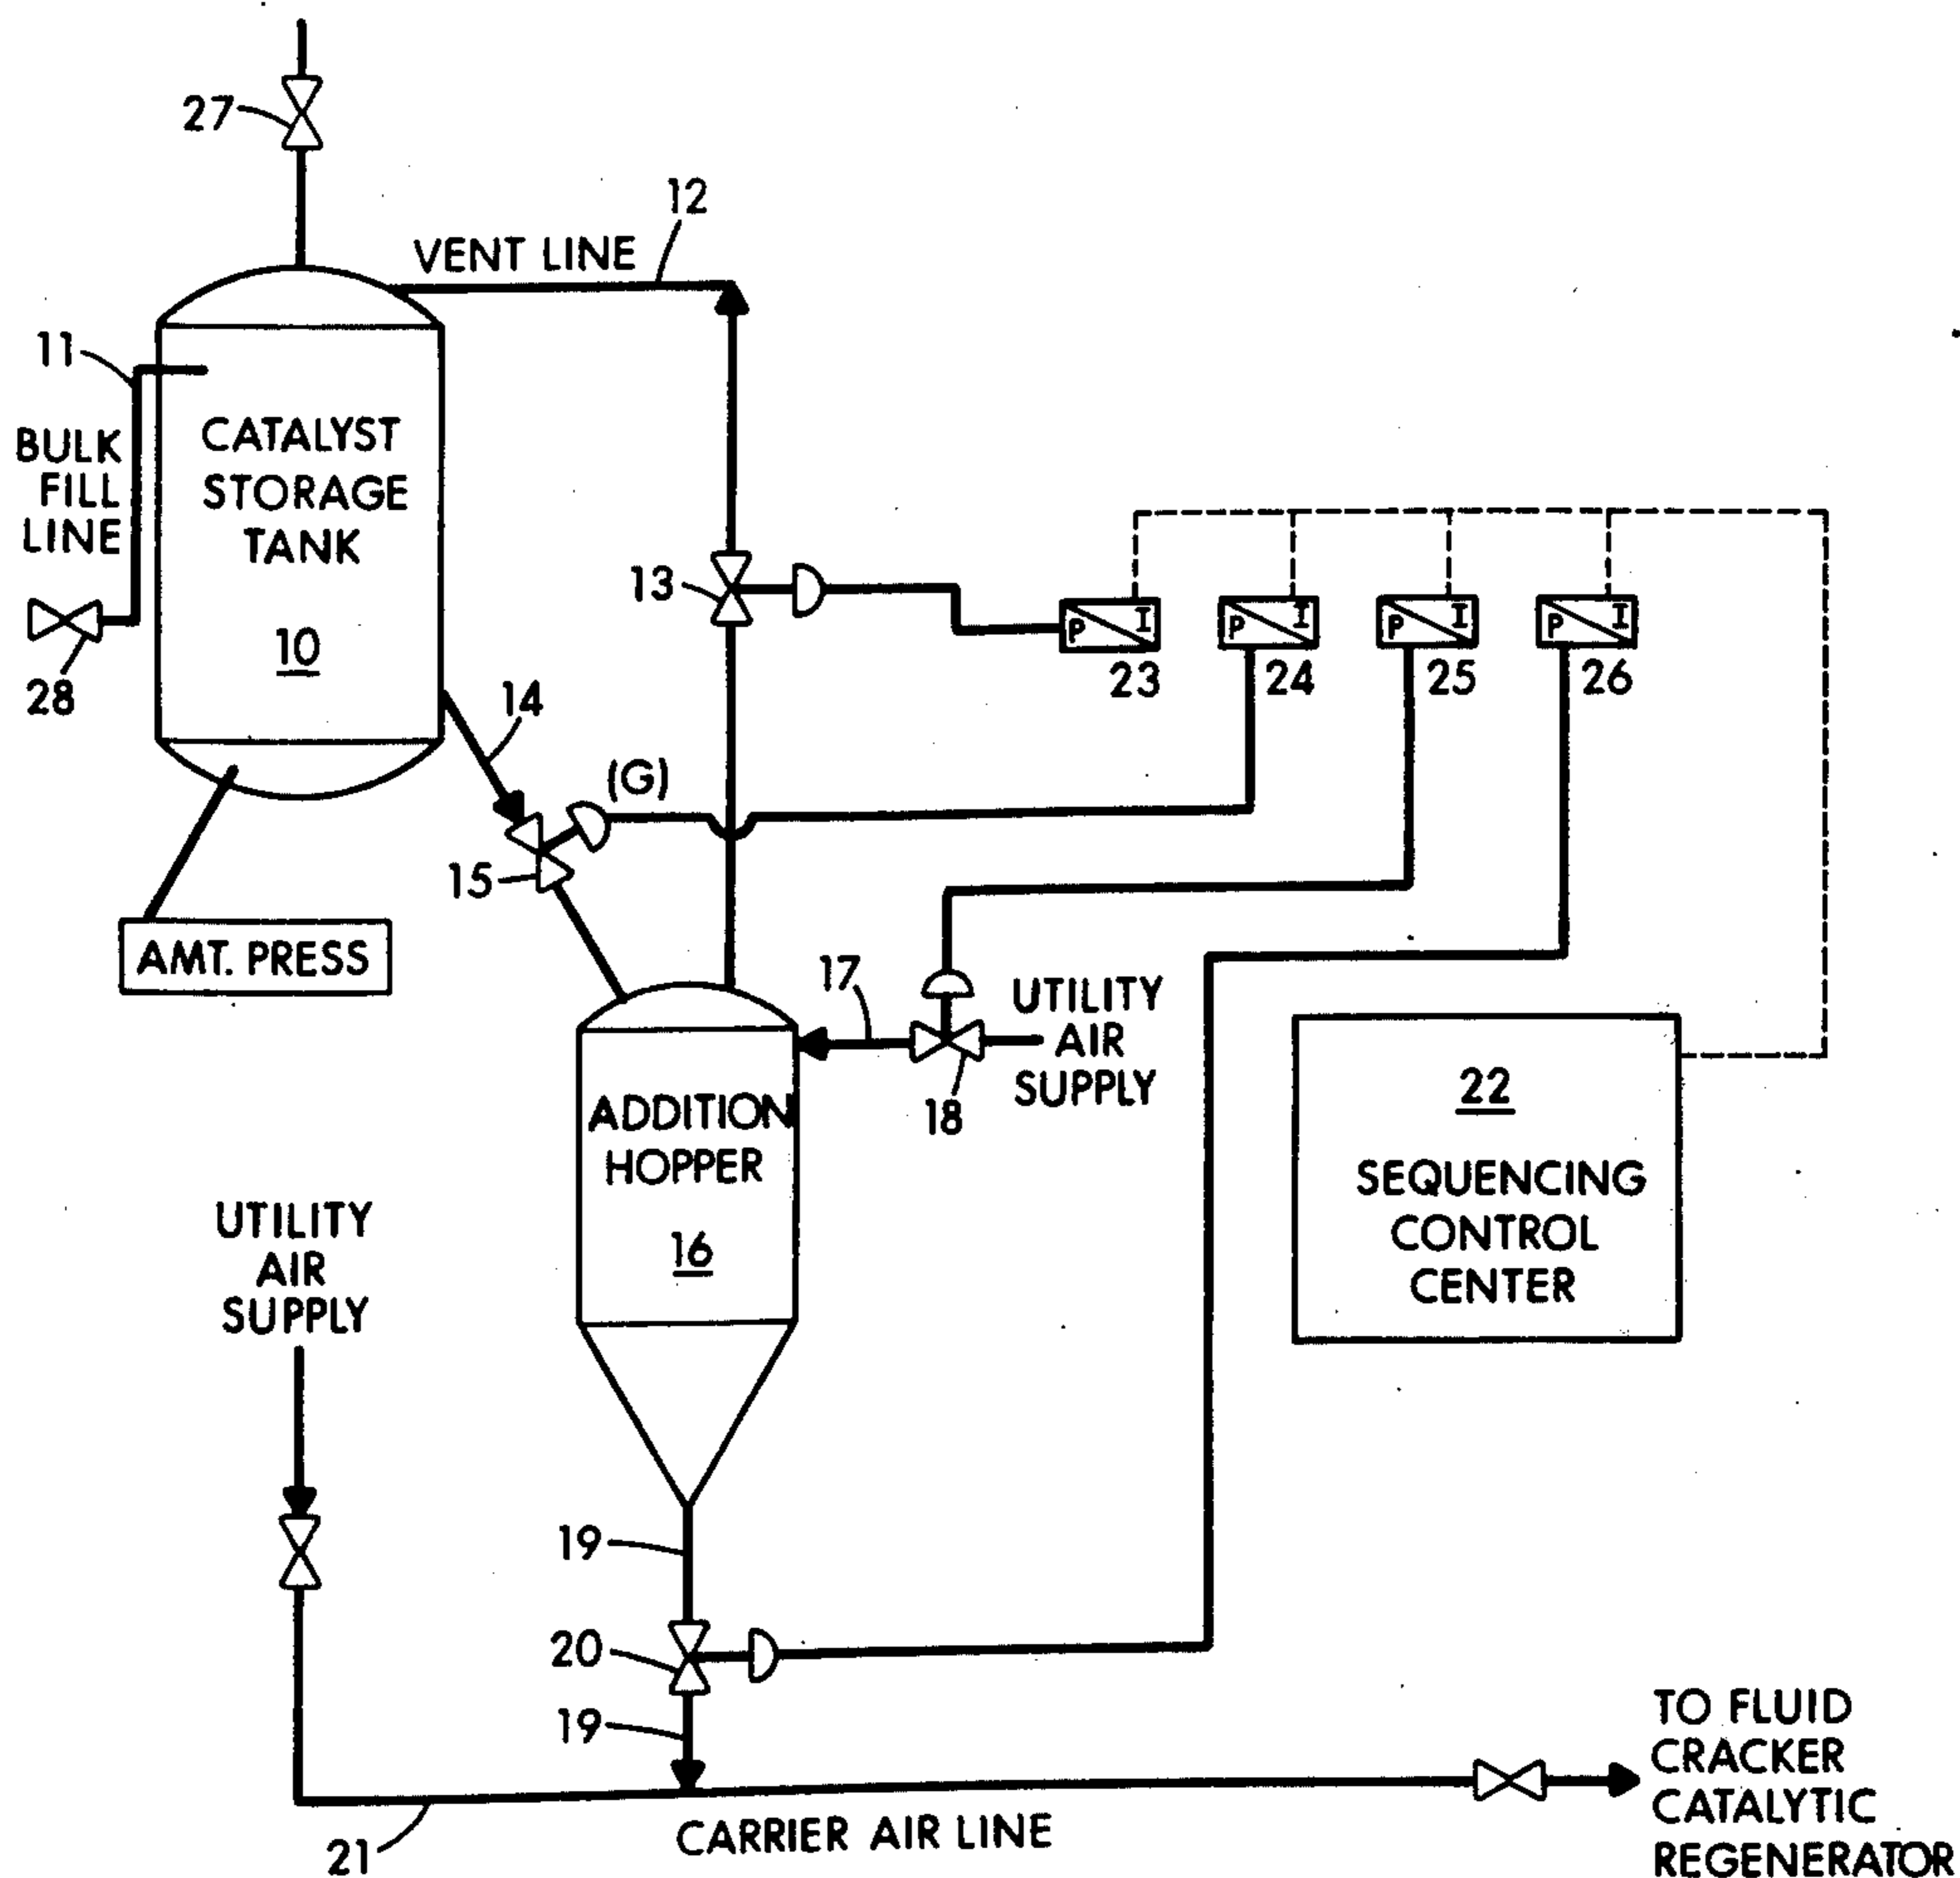 27
12
VENT LINE
11
BULK
FILL
LINE
CATALYST
STORAGE
TANK
10
28
13
P I
P I
P I
P I
23
24
25
26
14
(G)
15
AMT. PRESS
17
UTILITY
AIR
SUPPLY
18
ADDITION
HOPPER
16
22
SEQUENCING
CONTROL
CENTER
UTILITY
AIR
SUPPLY
19
20
19
21
CARRIER AIR LINE
TO FLUID
CRACKER
CATALYTIC
REGENERATOR